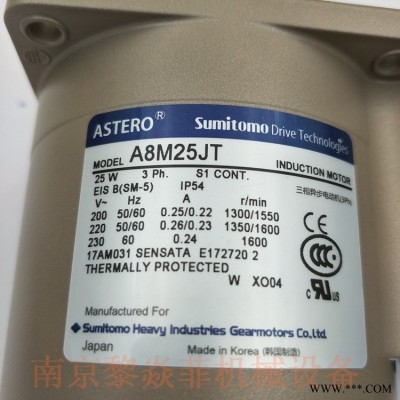 ASTERO® Sumitomo Drive Technologies
MODEL A8M25JT INDUCTION MOTOR
25 W 3 Ph. S1 CONT.
EIS B(SM-5) IP54
V~ Hz A r/min
200 50/60 0.25/0.22 1300/1550
220 50/60 0.26/0.23 1350/1600
230 60 0.24 1600
17AM031 SENSATA E172720 2
THERMALLY PROTECTED
W XO04
三相异步电动机
Manufactured For
Sumitomo Heavy Industries Gearmotors Co., Ltd.
Japan Made in Korea (韩国制造)
南京黎焱菲机械设备
www.***.com